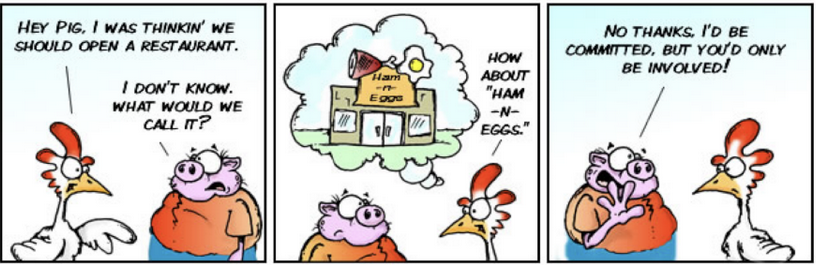 HEY PIG, I WAS THINKIN' WE
SHOULD OPEN A RESTAURANT.
I DON'T KNOW.
WHAT WOULD WE
CALL IT?
Ham
-n-
Eggs
HOW
ABOUT
"HAM
-N-
EGGS."
NO THANKS, I'D BE
COMMITTED, BUT YOU'D ONLY
BE INVOLVED!